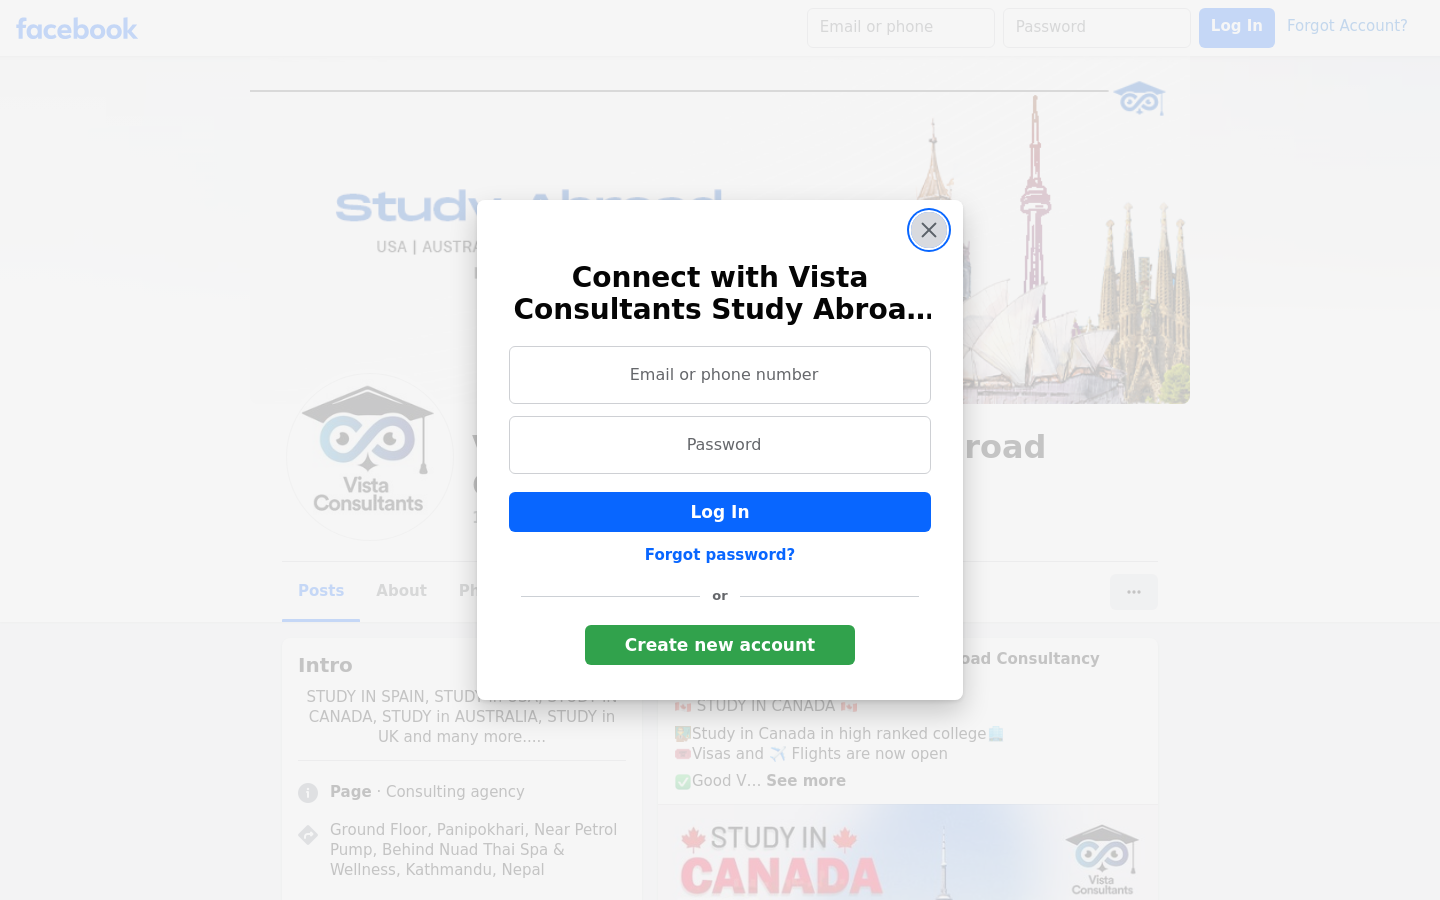 facebook
Email or phone
Password
Log In
Forgot Account?
Study Abroad
USA | AUSTRA
Connect with Vista
Consultants Study Abroa…
Email or phone number
Password
Log In
Forgot password?
or
Create new account
Vista
Consultants
road
Posts
About
Ph
Intro
STUDY IN SPAIN, STUDY in USA, STUDY IN
CANADA, STUDY in AUSTRALIA, STUDY in
UK and many more.....
Page · Consulting agency
Ground Floor, Panipokhari, Near Petrol
Pump, Behind Nuad Thai Spa &
Wellness, Kathmandu, Nepal
oad Consultancy
🇨🇦 STUDY IN CANADA 🇨🇦
Study in Canada in high ranked college
Visas and ✈️ Flights are now open
✅Good V… See more
STUDY IN
CANADA
Vista
Consultants